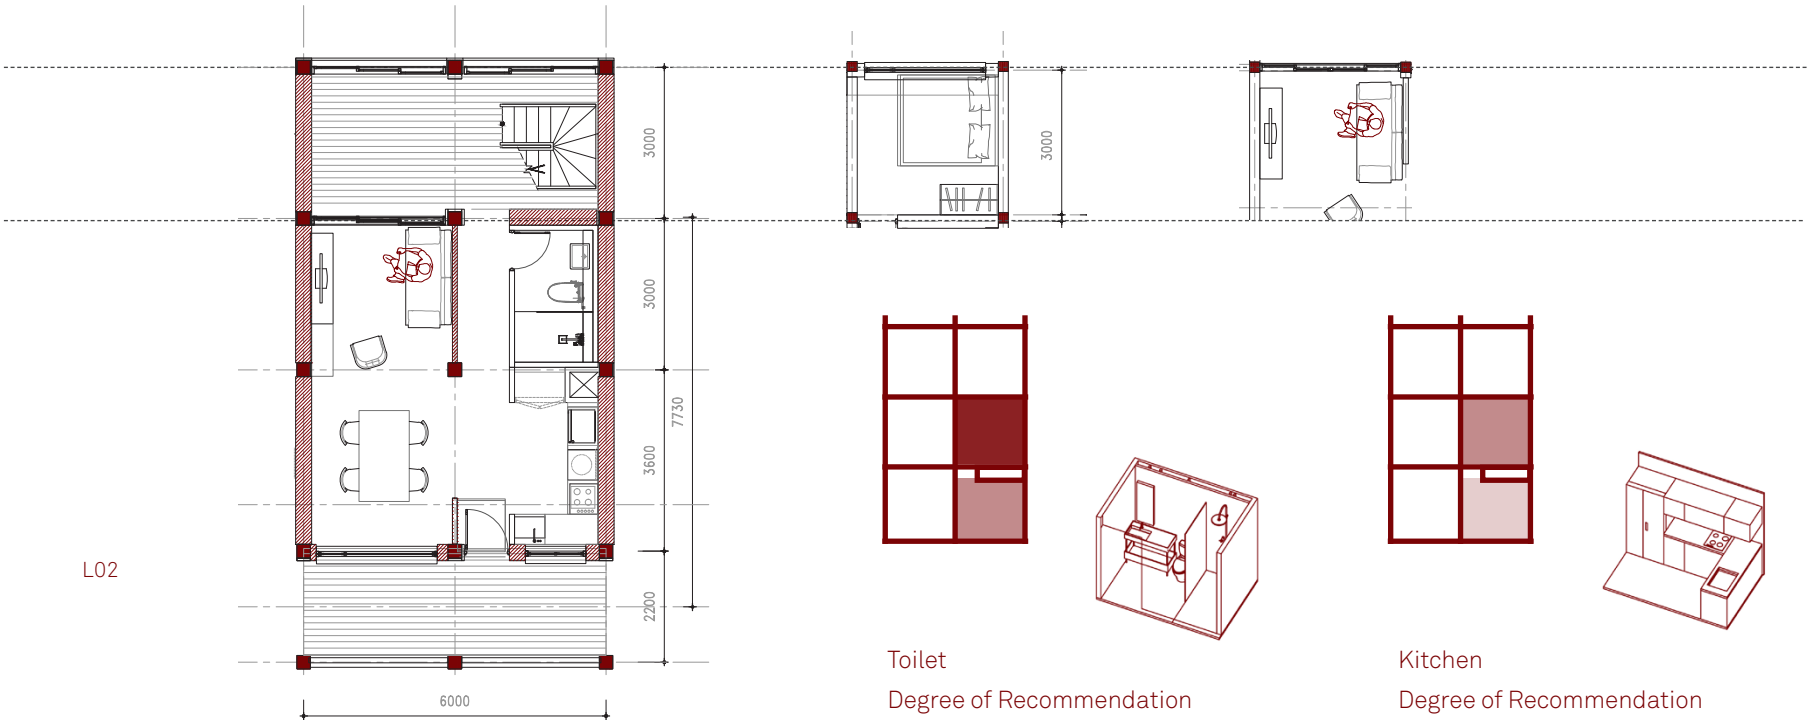 3000
3000
3000
7730
3600
L02
2200
Toilet
Kitchen
6000
Degree of Recommendation
Degree of Recommendation